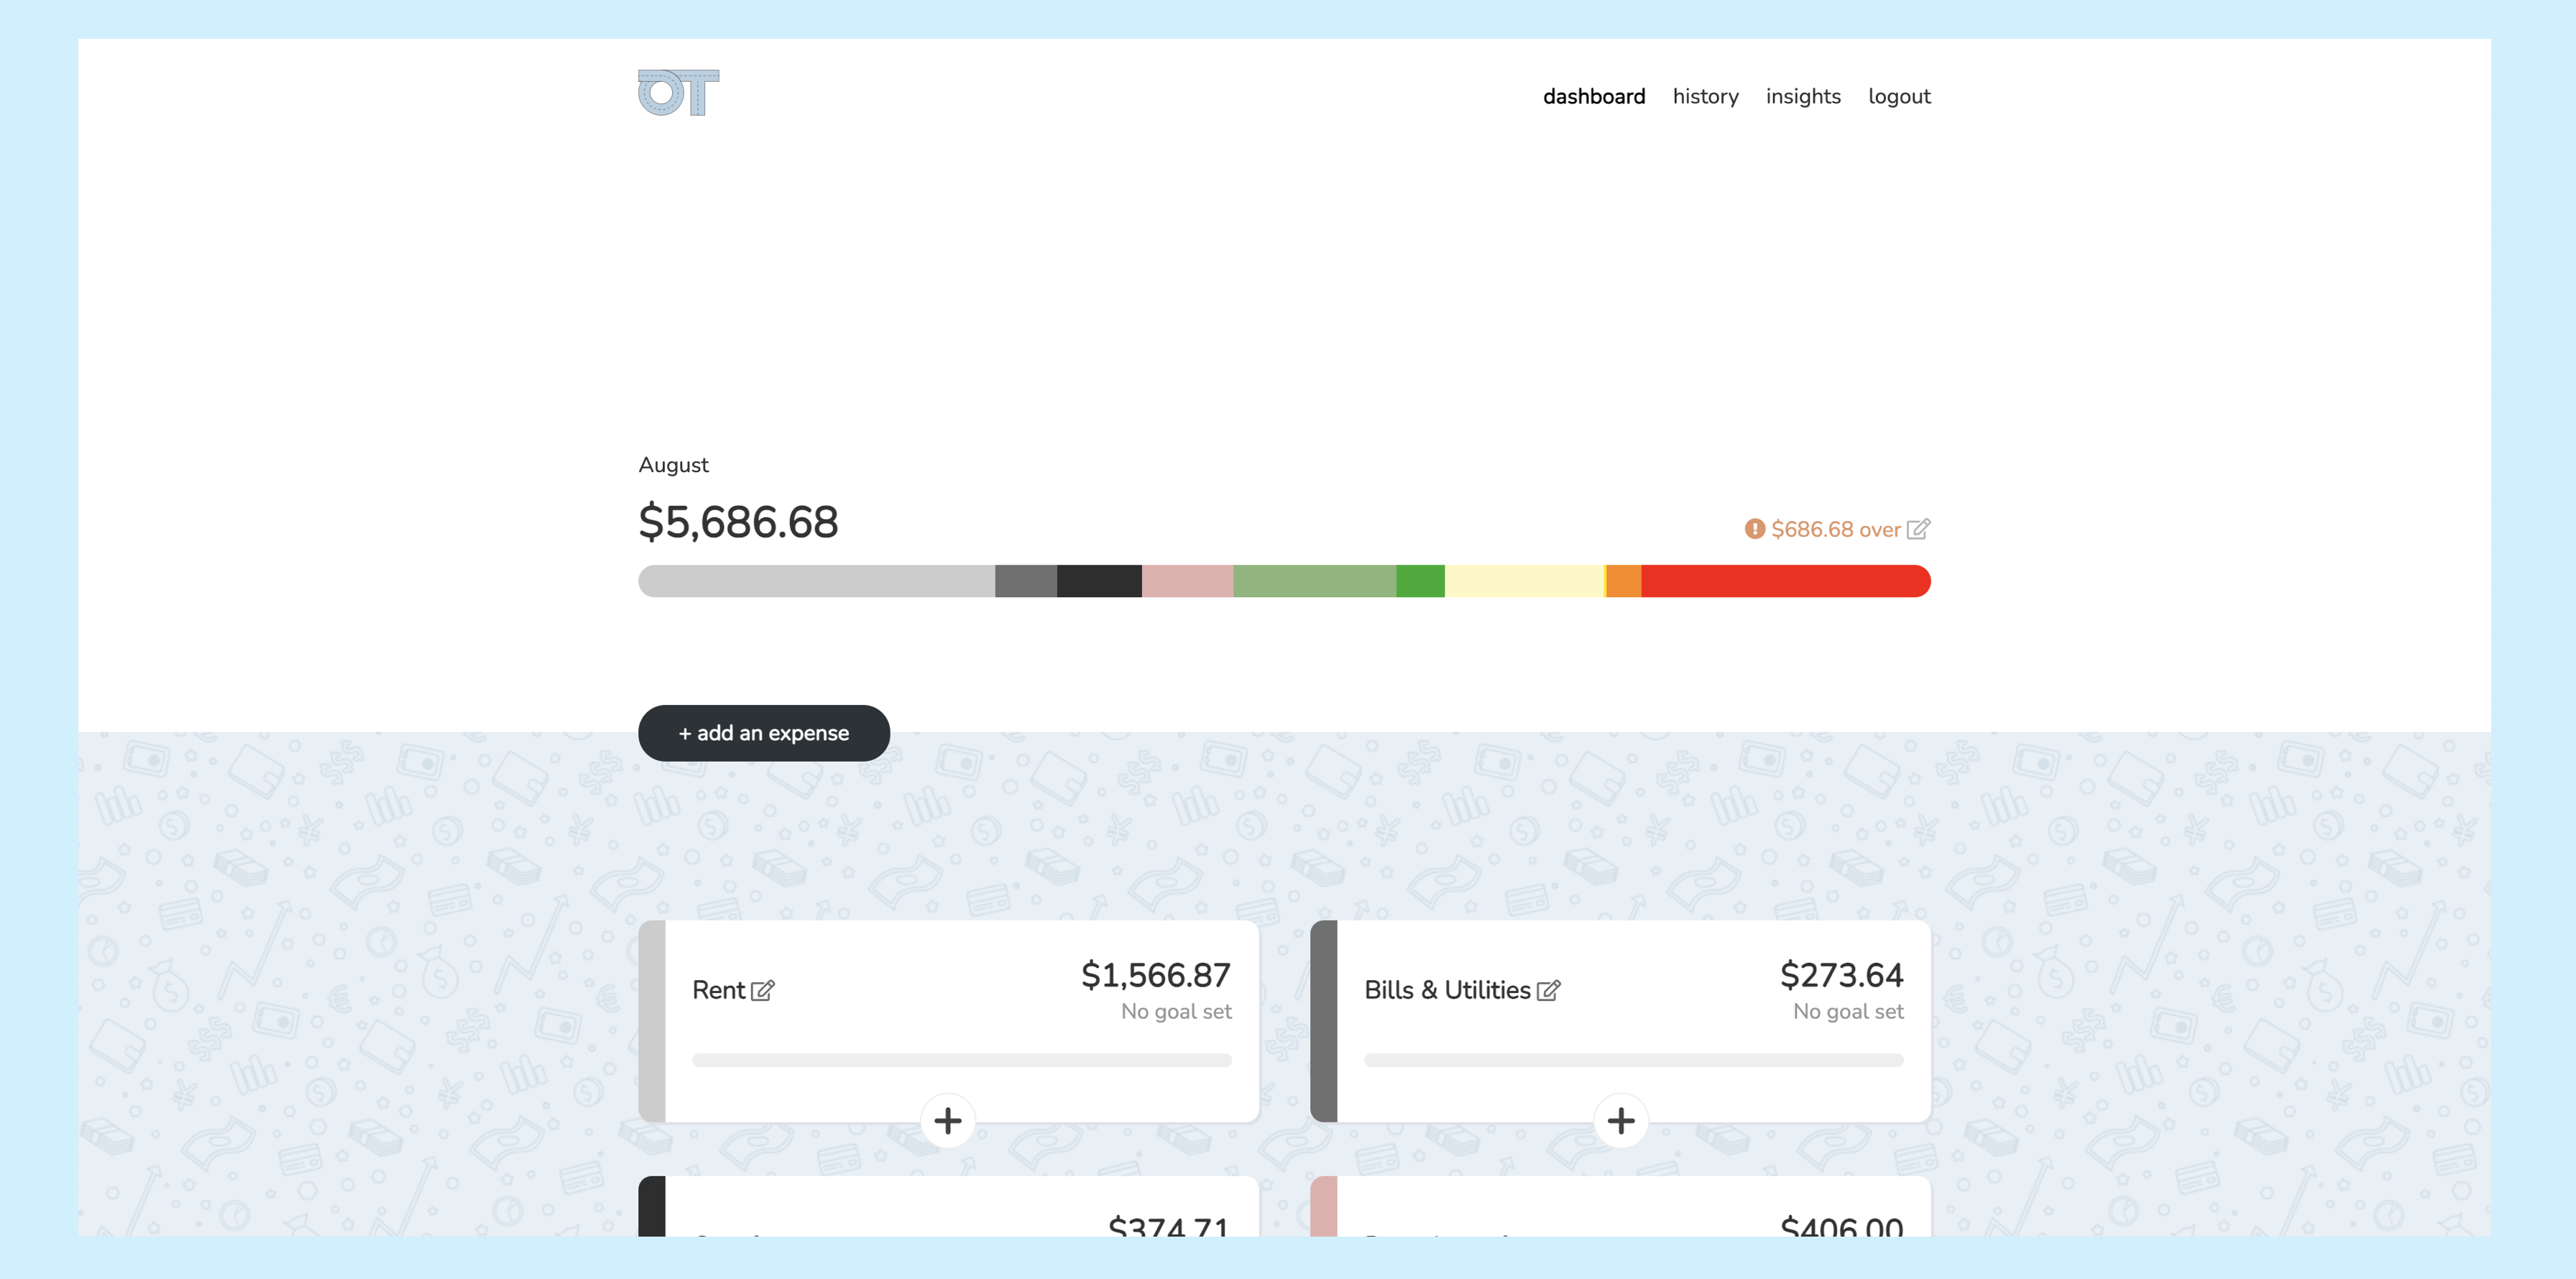 OT
dashboard history insights logout
August
$5,686.68
$686.68 over
+ add an expense
Rent
$1,566.87
No goal set
Bills & Utilities
$273.64
No goal set
$374.71
$406.00